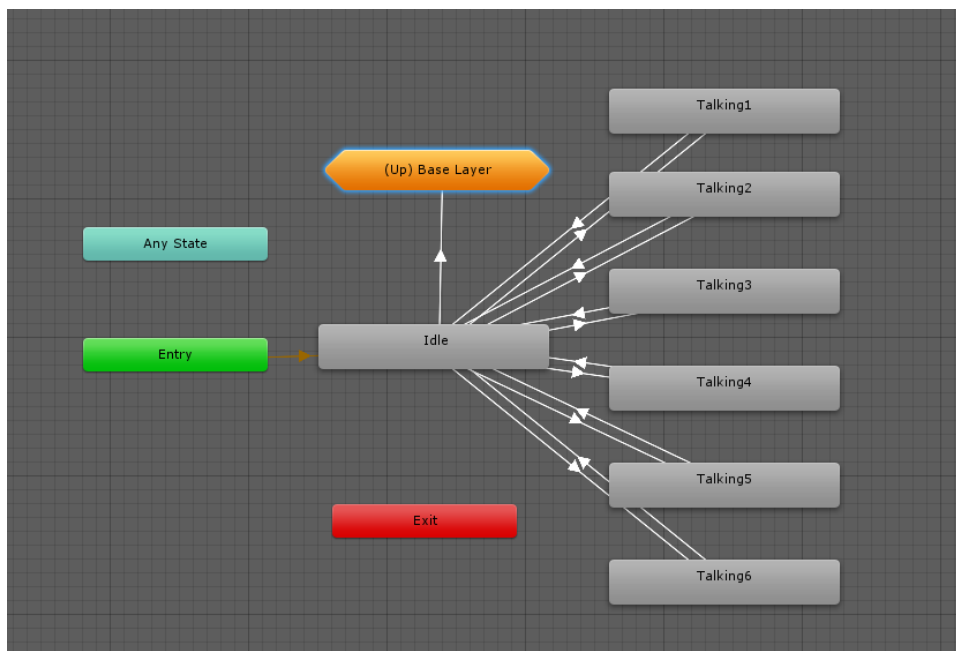 Talking1
(Up) Base Layer
Talking2
Any State
Talking3
Idle
Entry
Talking4
Talking5
Exit
Talking6